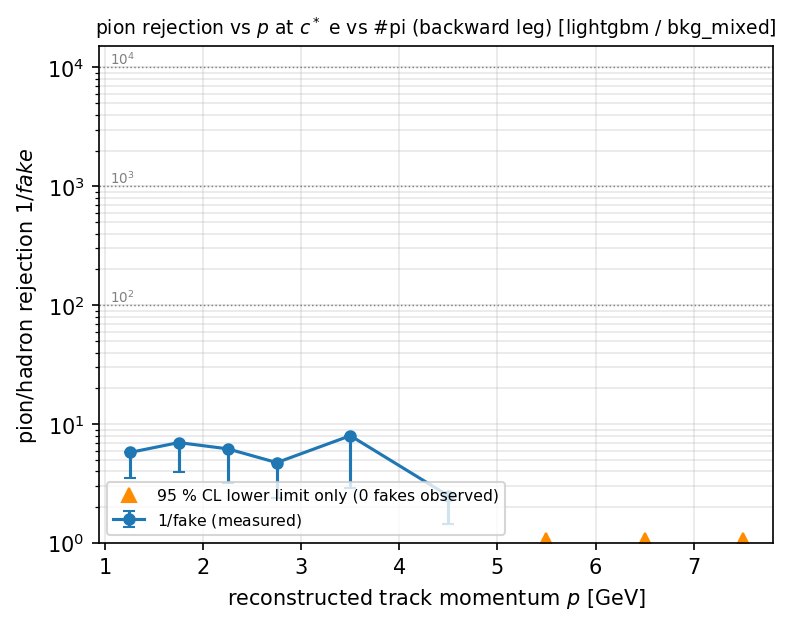 pion rejection vs p at c* e vs #pi (backward leg) [lightgbm / bkg_mixed]
pion/hadron rejection 1/fake
10⁴
10³
10²
10¹
10⁰
10⁴
10³
10²
95 % CL lower limit only (0 fakes observed)
1/fake (measured)
1 2 3 4 5 6 7
reconstructed track momentum p [GeV]